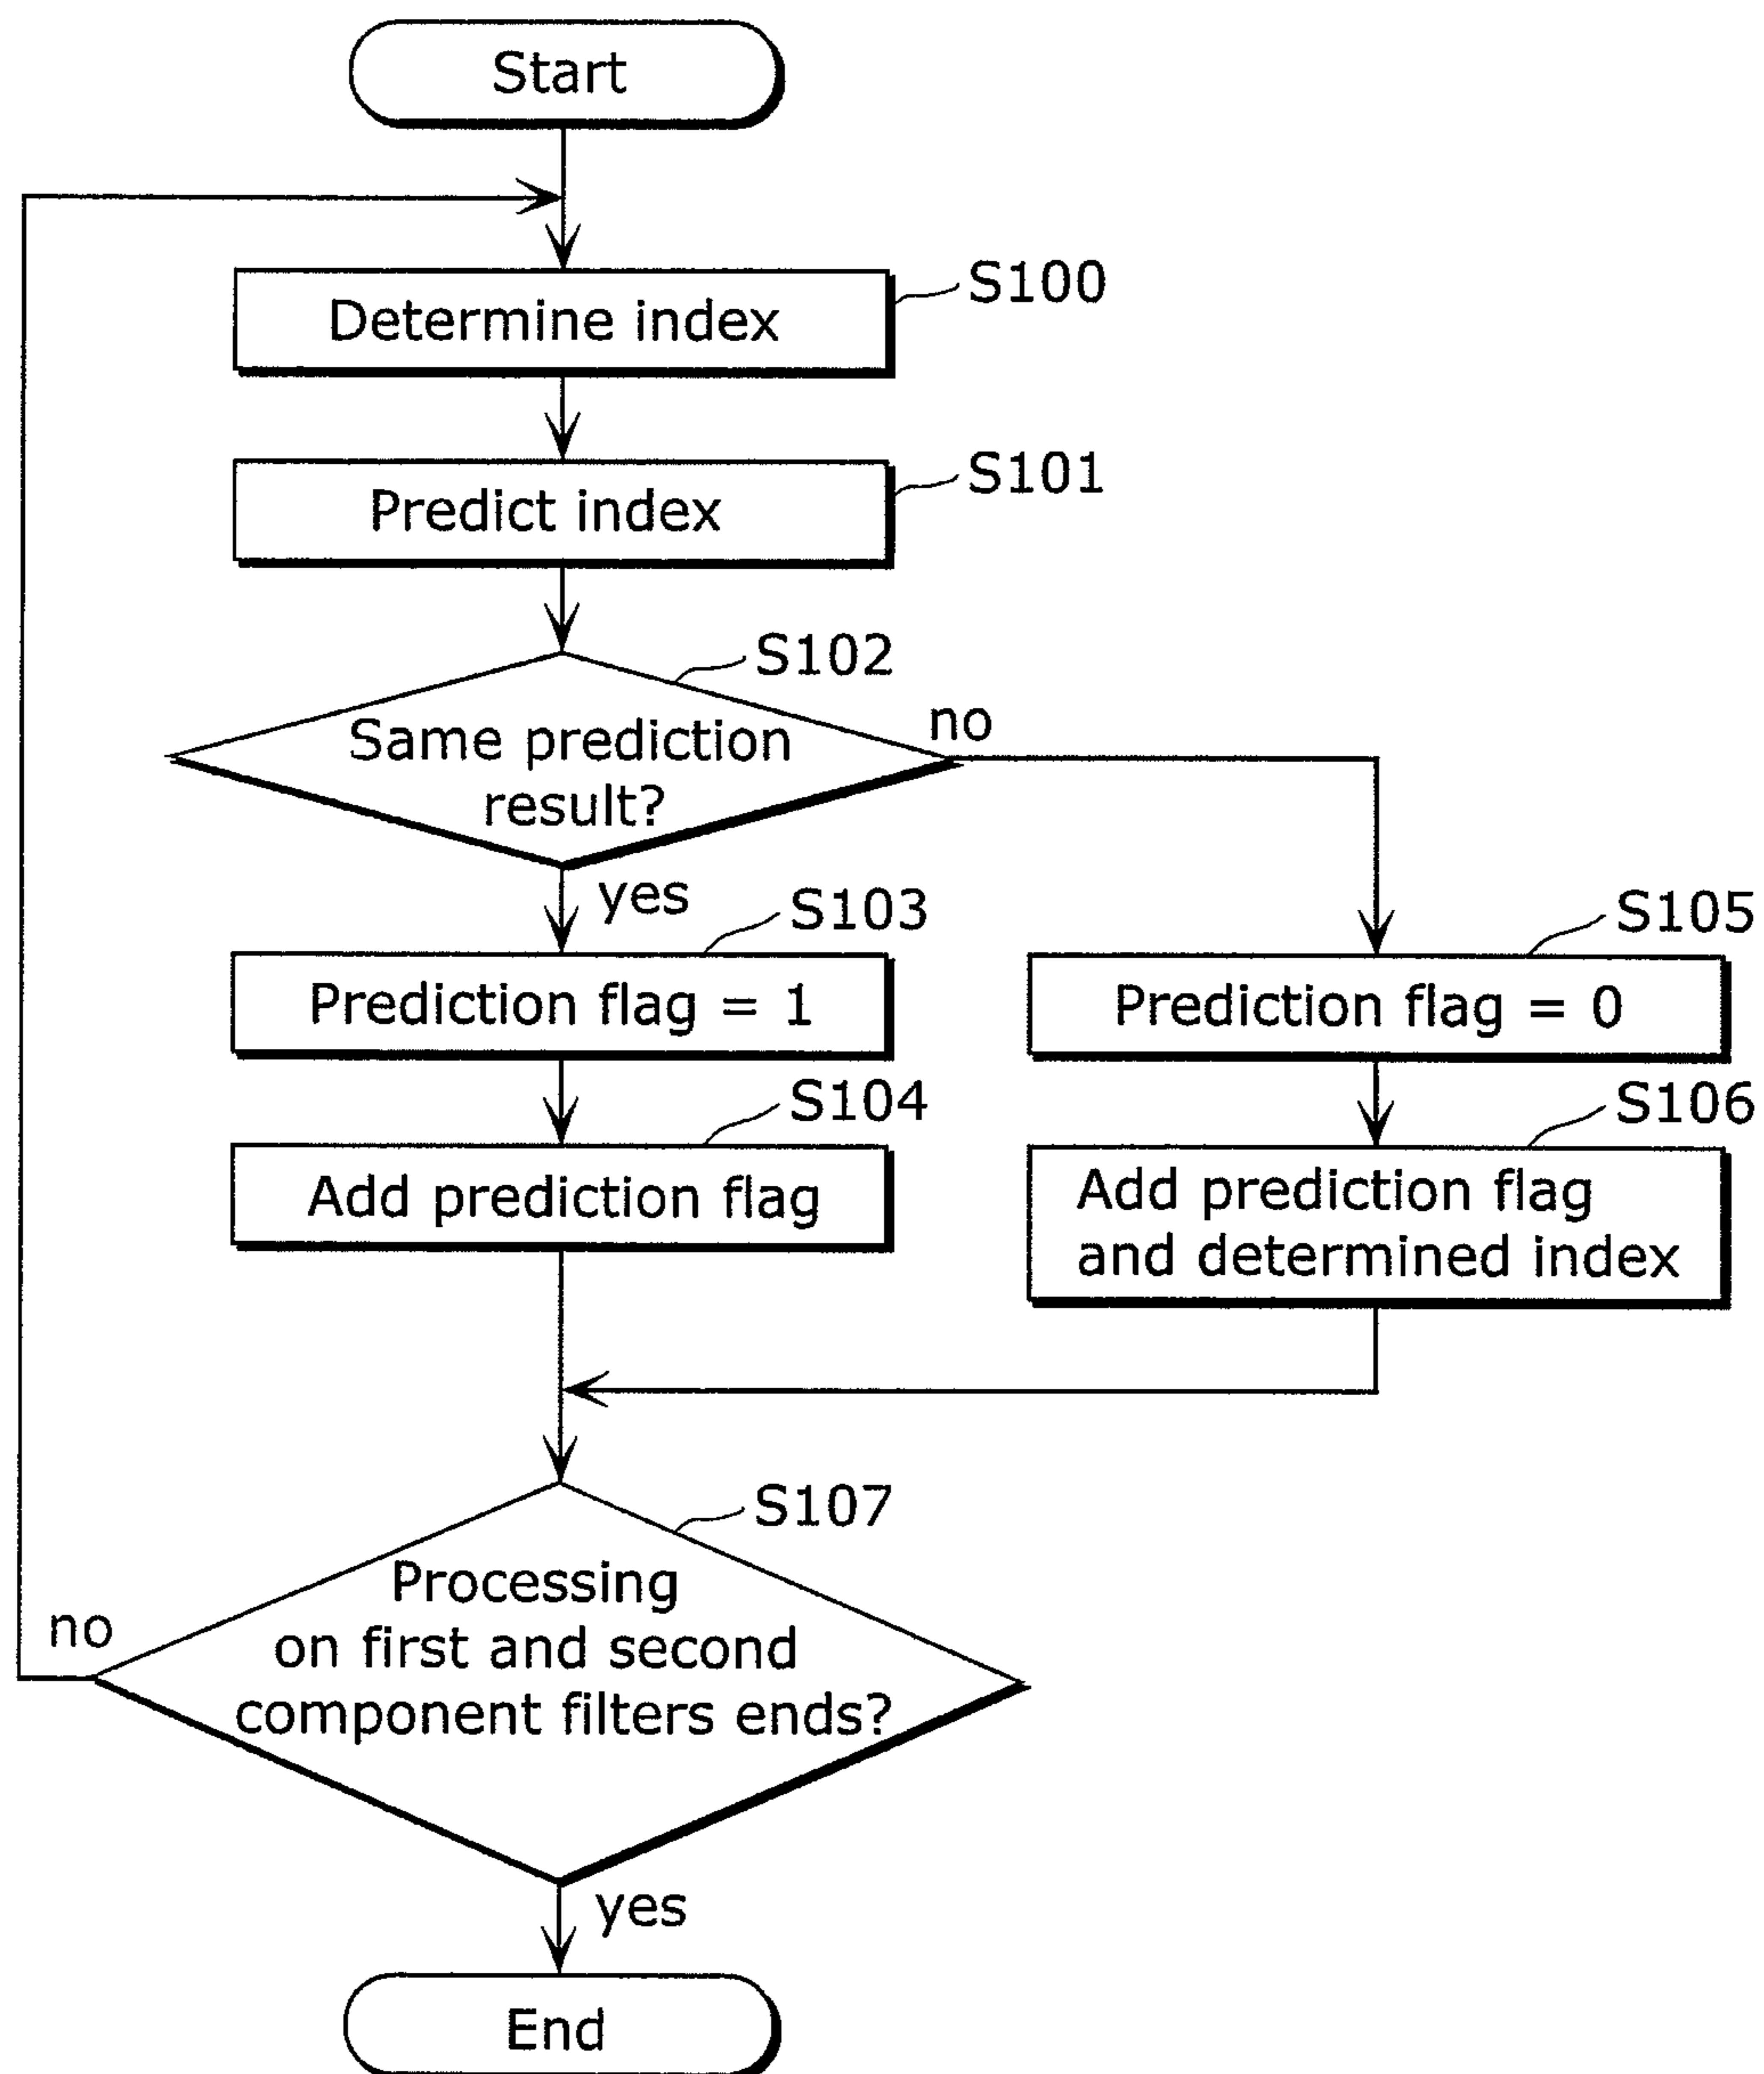 Start
Determine index
S100
Predict index
S101
S102
Same prediction
result?
no
yes
S103
Prediction flag = 1
S105
Prediction flag = 0
S104
Add prediction flag
S106
Add prediction flag
and determined index
S107
Processing
on first and second
component filters ends?
no
yes
End